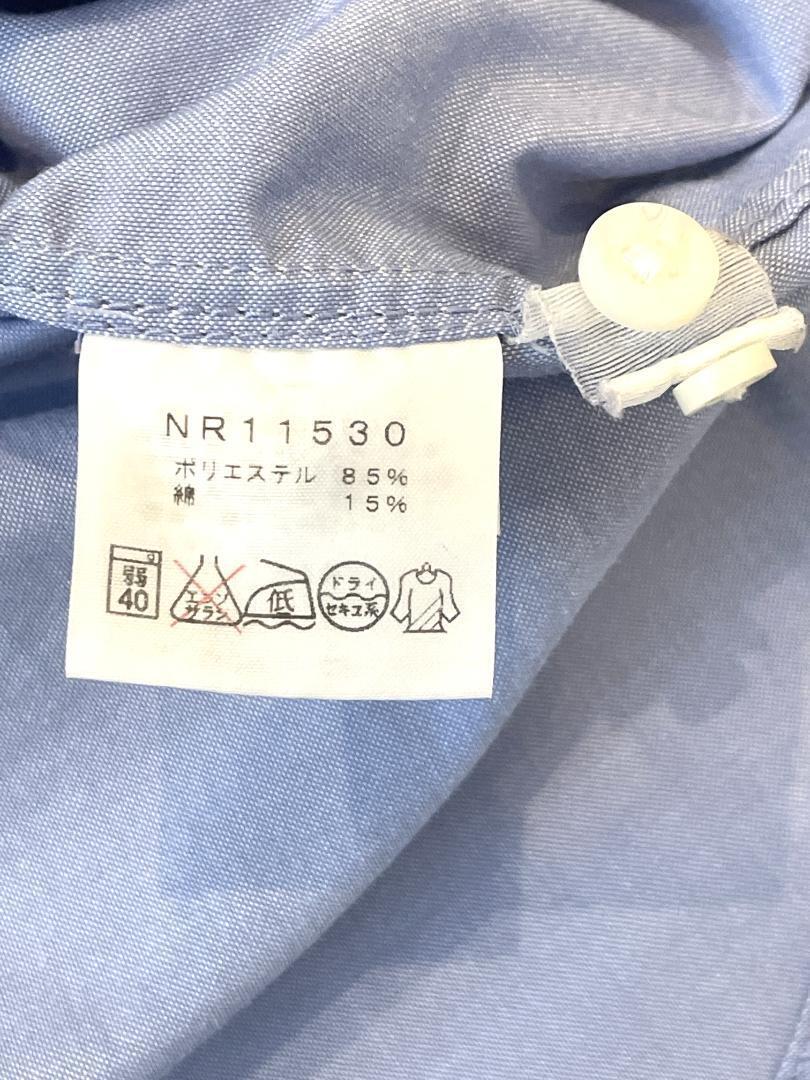 NR11530
ポリエステル 85%
綿 15%
弱 40
エンソサラシ
低
ドライ
セキユ系